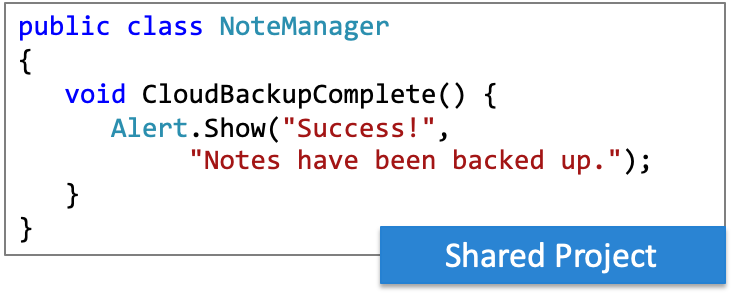 public class NoteManager
{
   void CloudBackupComplete() {
      Alert.Show("Success!",
           "Notes have been backed up.");
   }
}
Shared Project